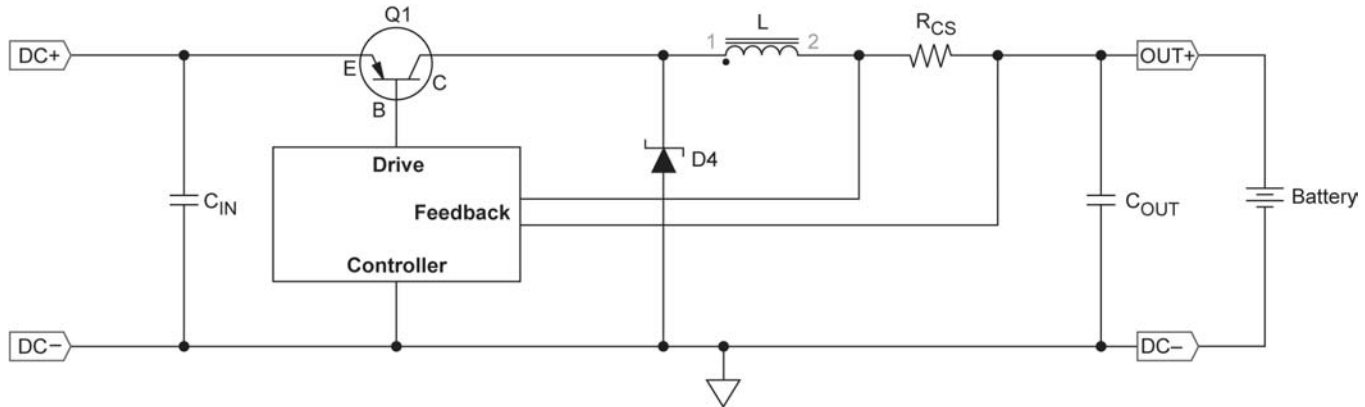 Q1
L
RCS
DC+
1
2
OUT+
E
C
B
Drive
D4
CIN
Feedback
COUT
Battery
Controller
DC–
DC–